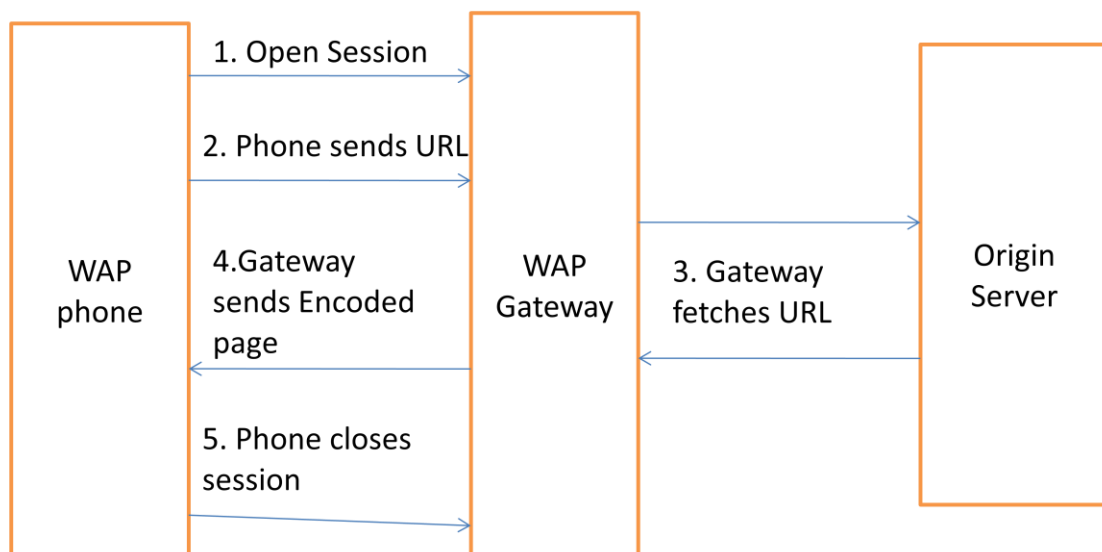 1. Open Session
2. Phone sends URL
WAP
phone
4.Gateway
sends Encoded
page
WAP
Gateway
3. Gateway
fetches URL
Origin
Server
5. Phone closes
session